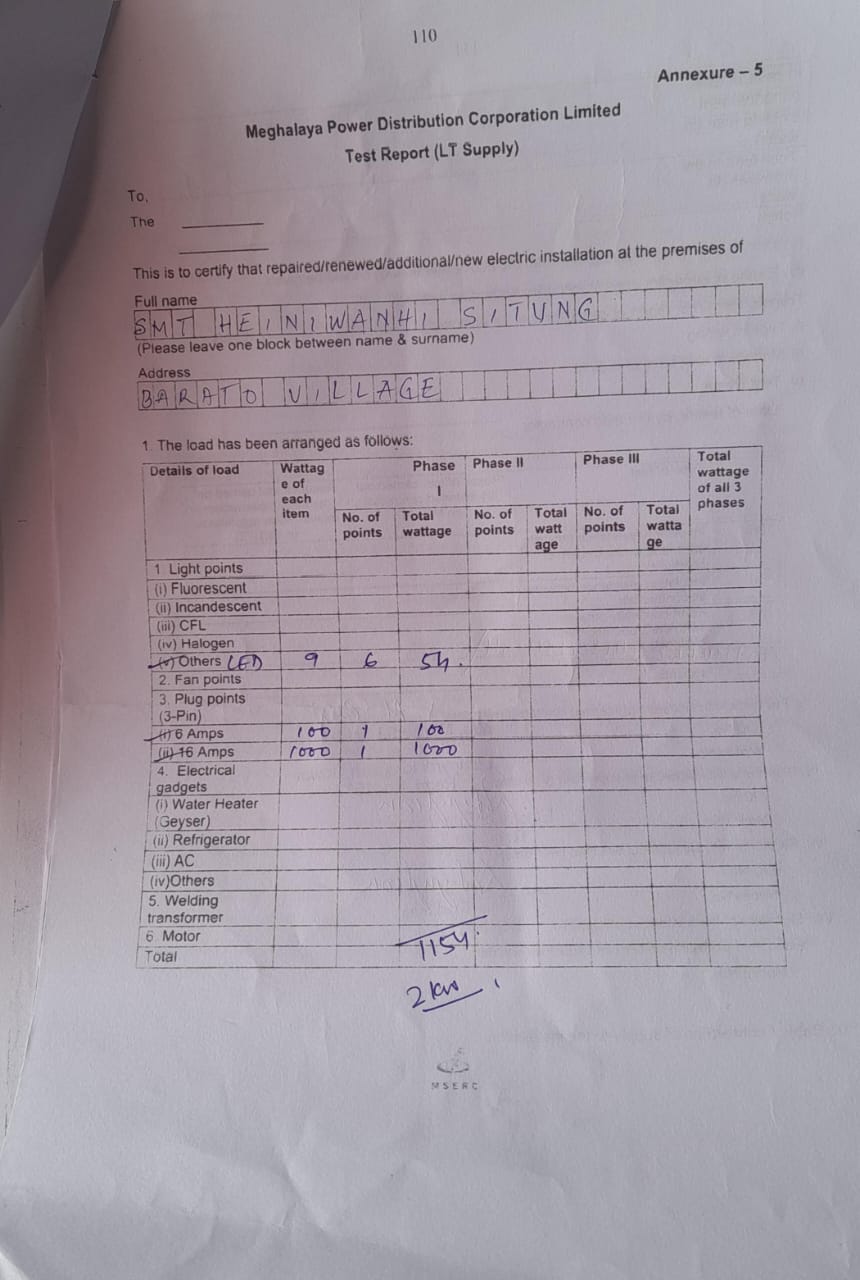 110
Annexure – 5
Meghalaya Power Distribution Corporation Limited
Test Report (LT Supply)
To,
The
This is to certify that repaired/renewed/additional/new electric installation at the premises of
Full name
SMT HEINIWANHI SITUNG
(Please leave one block between name & surname)
Address
BARATO VILLAGE
1. The load has been arranged as follows:
Details of load Wattage of each item Phase I Phase II Phase III Total wattage of all 3 phases
No. of points Total wattage No. of points Total wattage No. of points Total wattage
1 Light points
(i) Fluorescent
(ii) Incandescent
(iii) CFL
(iv) Halogen
(v) Others LED 9 6 54.
2. Fan points
3. Plug points
(3-Pin)
(i) 6 Amps 100 1 100
(ii) 16 Amps 1000 1 1000
4. Electrical
gadgets
(i) Water Heater
(Geyser)
(ii) Refrigerator
(iii) AC
(iv)Others
5. Welding
transformer
6 Motor
Total 1154.
2 kw
MSERC